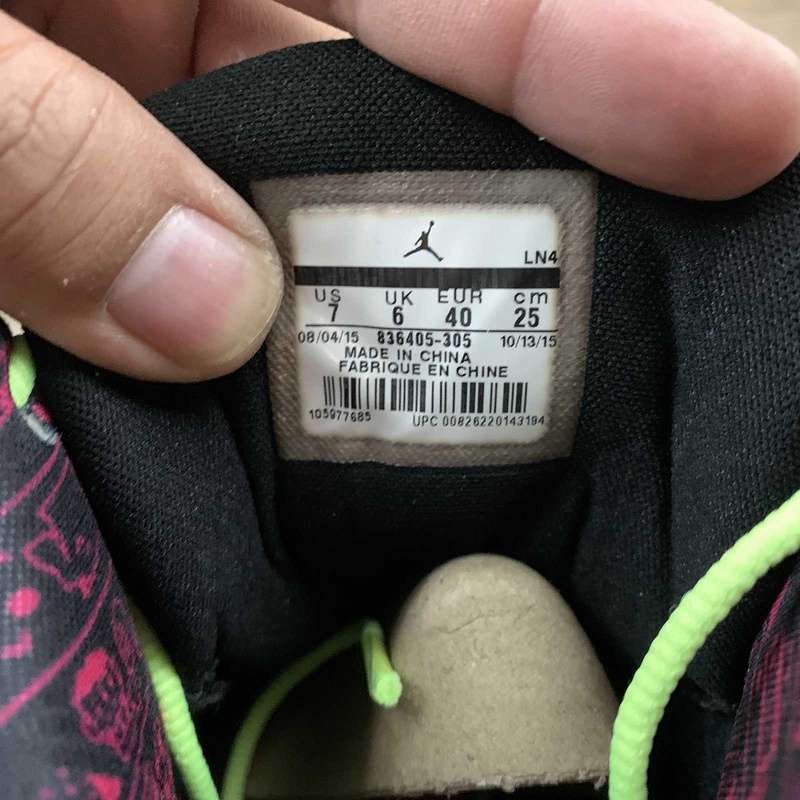 LN4
US UK EUR cm
7 6 40 25
08/04/15 836405-305 10/13/15
MADE IN CHINA
FABRIQUE EN CHINE
105977685 UPC 00826220143194